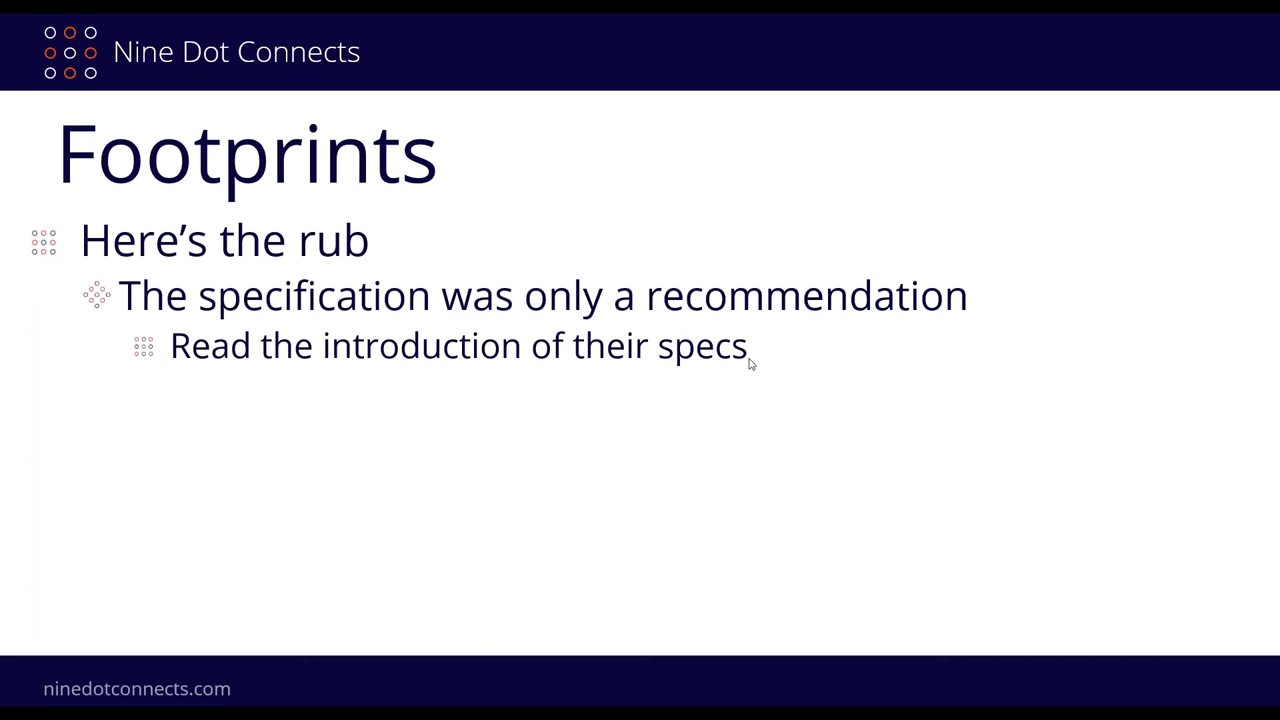 Nine Dot Connects
Footprints
Here’s the rub
The specification was only a recommendation
Read the introduction of their specs
ninedotconnects.com